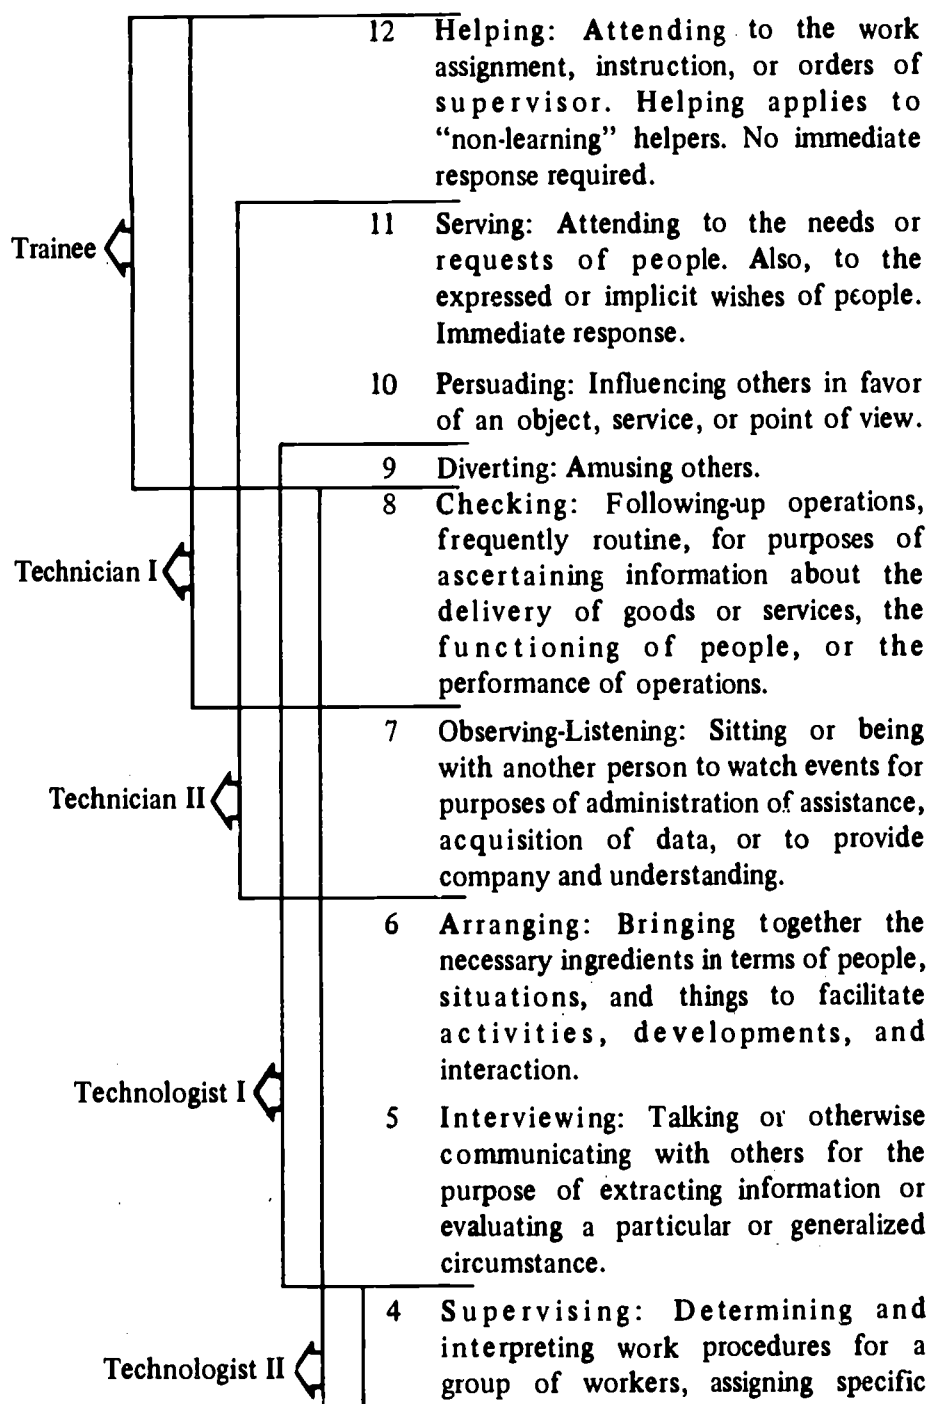 12 Helping: Attending to the work
assignment, instruction, or orders of
supervisor. Helping applies to
“non-learning” helpers. No immediate
response required.
11 Serving: Attending to the needs or
Trainee
requests of people. Also, to the
expressed or implicit wishes of people.
Immediate response.
10 Persuading: Influencing others in favor
of an object, service, or point of view.
9 Diverting: Amusing others.
8 Checking: Following-up operations,
frequently routine, for purposes of
Technician I
ascertaining information about the
delivery of goods or services, the
functioning of people, or the
performance of operations.
7 Observing-Listening: Sitting or being
with another person to watch events for
Technician II
purposes of administration of assistance,
acquisition of data, or to provide
company and understanding.
6 Arranging: Bringing together the
necessary ingredients in terms of people,
situations, and things to facilitate
activities, developments, and
interaction.
Technologist I
5 Interviewing: Talking or otherwise
communicating with others for the
purpose of extracting information or
evaluating a particular or generalized
circumstance.
4 Supervising: Determining and
interpreting work procedures for a
Technologist II
group of workers, assigning specific